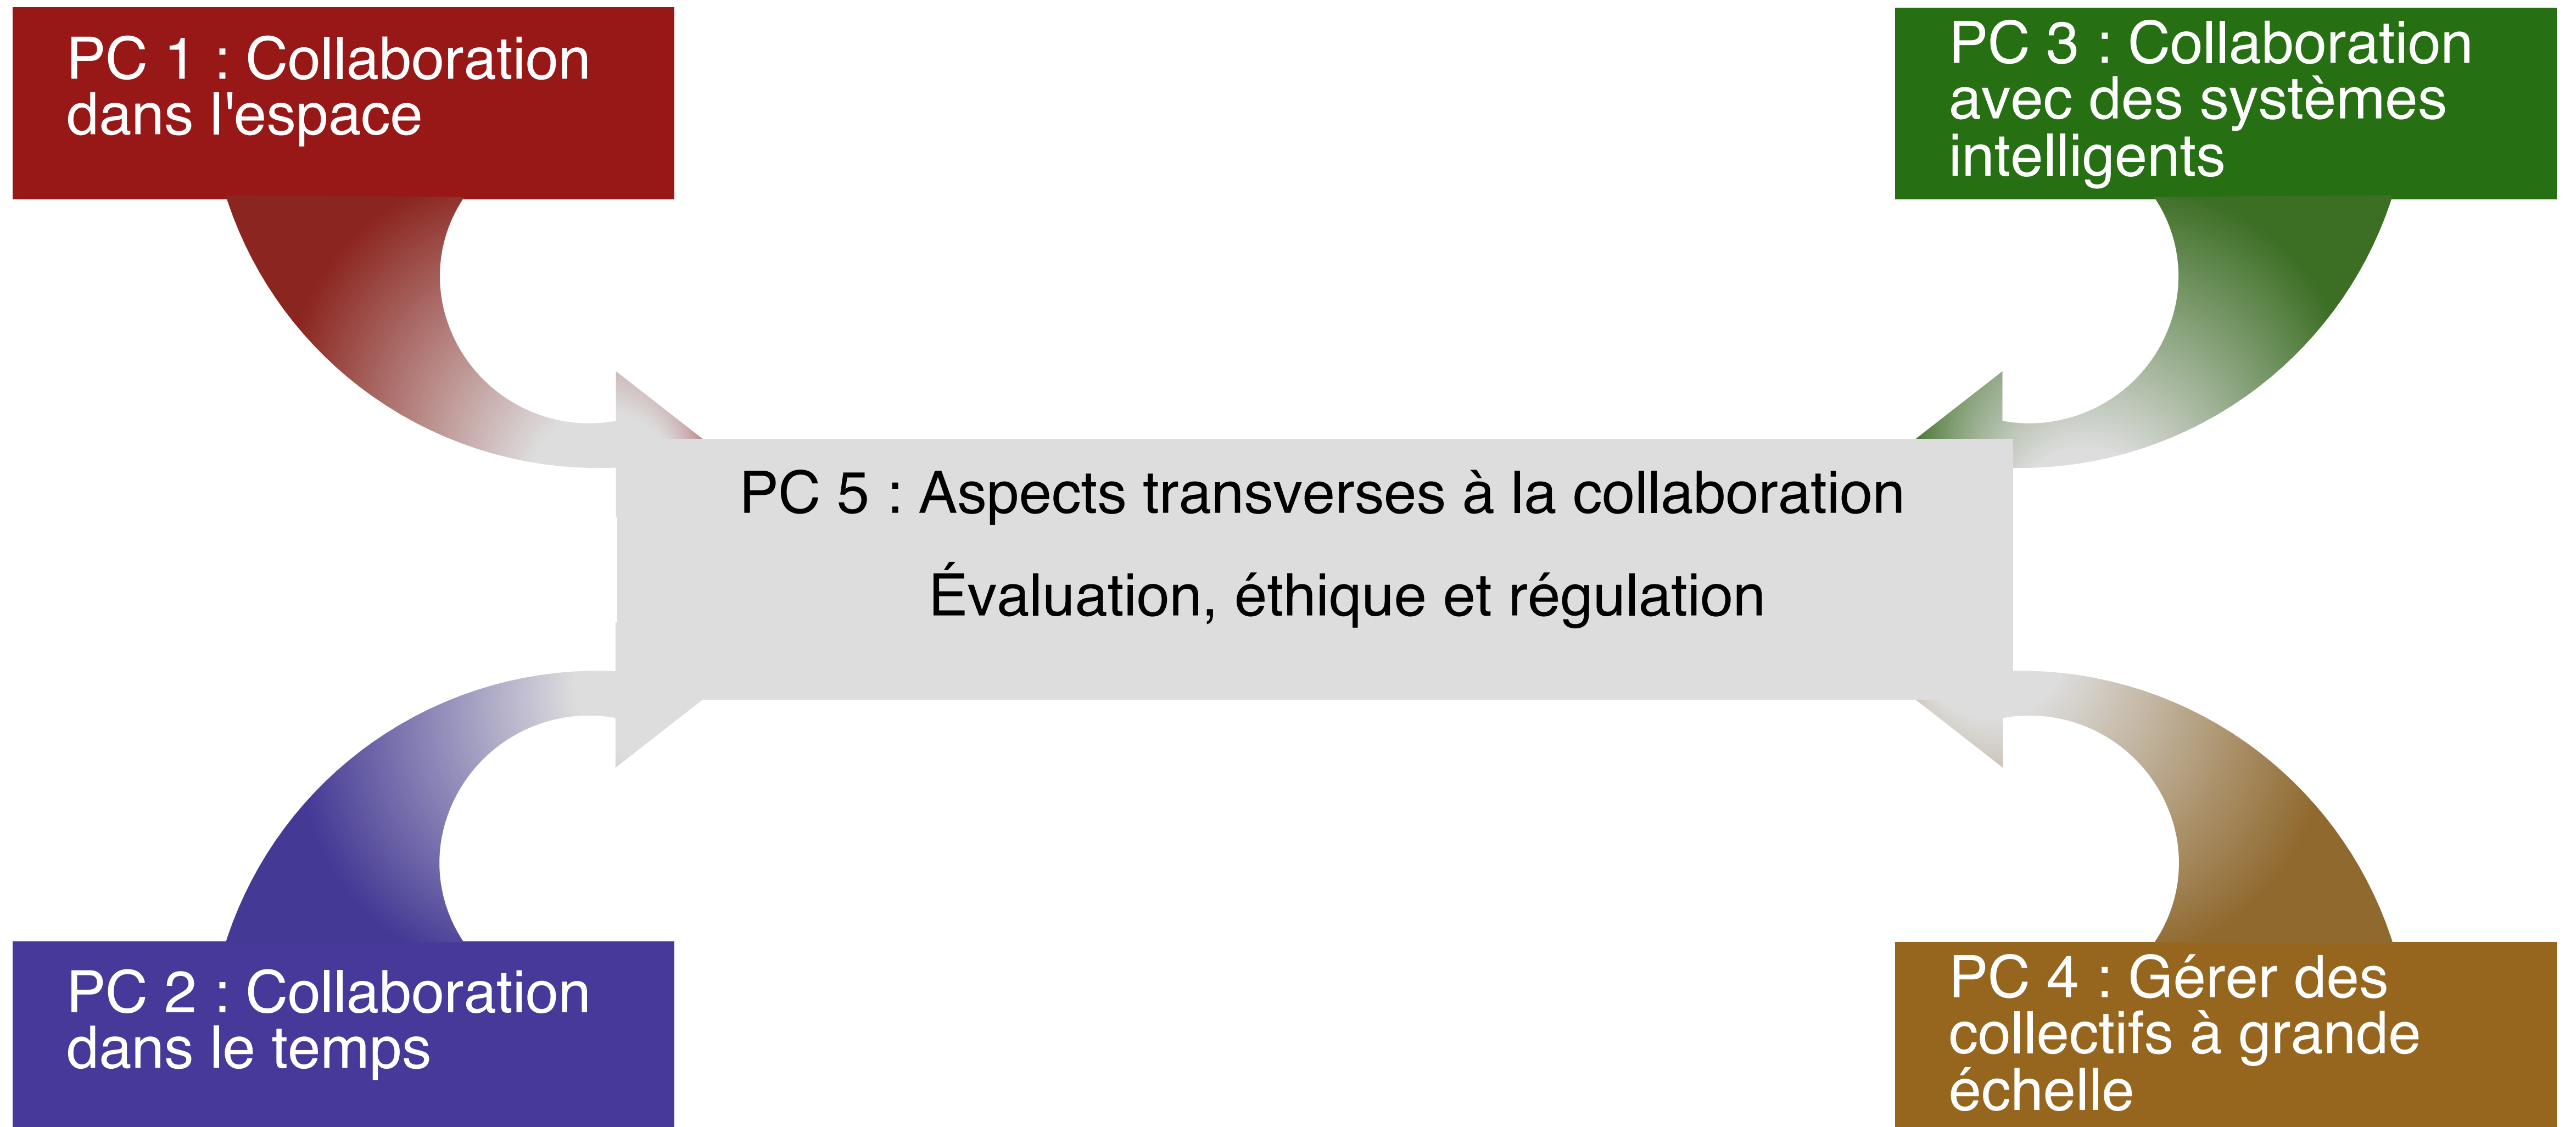 PC 1 : Collaboration
dans l'espace
PC 3 : Collaboration
avec des systèmes
intelligents
PC 5 : Aspects transverses à la collaboration
Évaluation, éthique et régulation
PC 2 : Collaboration
dans le temps
PC 4 : Gérer des
collectifs à grande
échelle